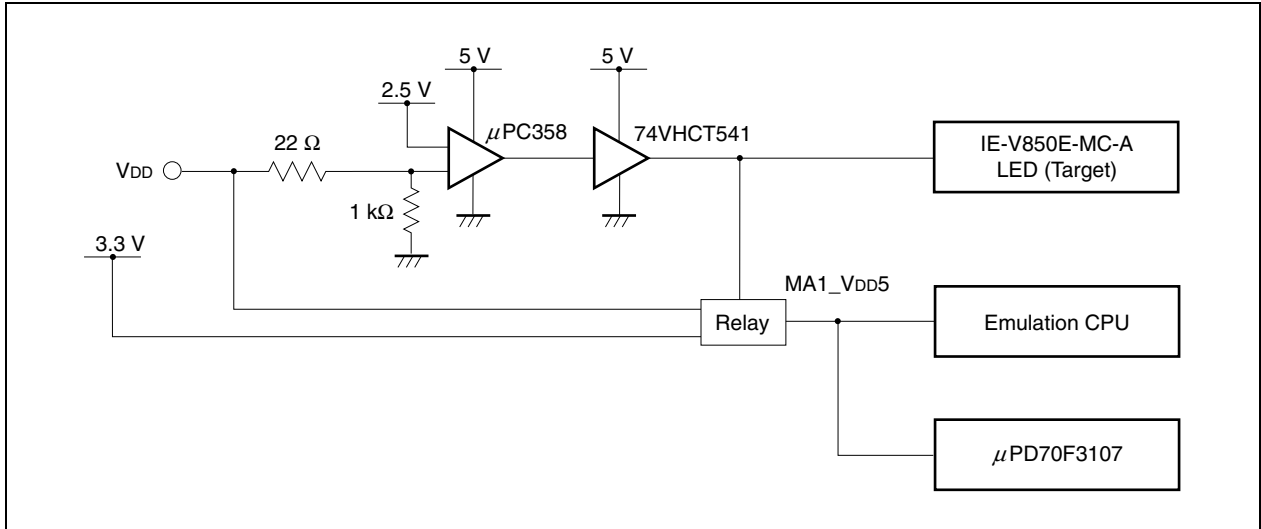 5 V
5 V
2.5 V
μPC358
74VHCT541
22 Ω
VDD
1 kΩ
IE-V850E-MC-A
LED (Target)
3.3 V
MA1_VDD5
Relay
Emulation CPU
μPD70F3107